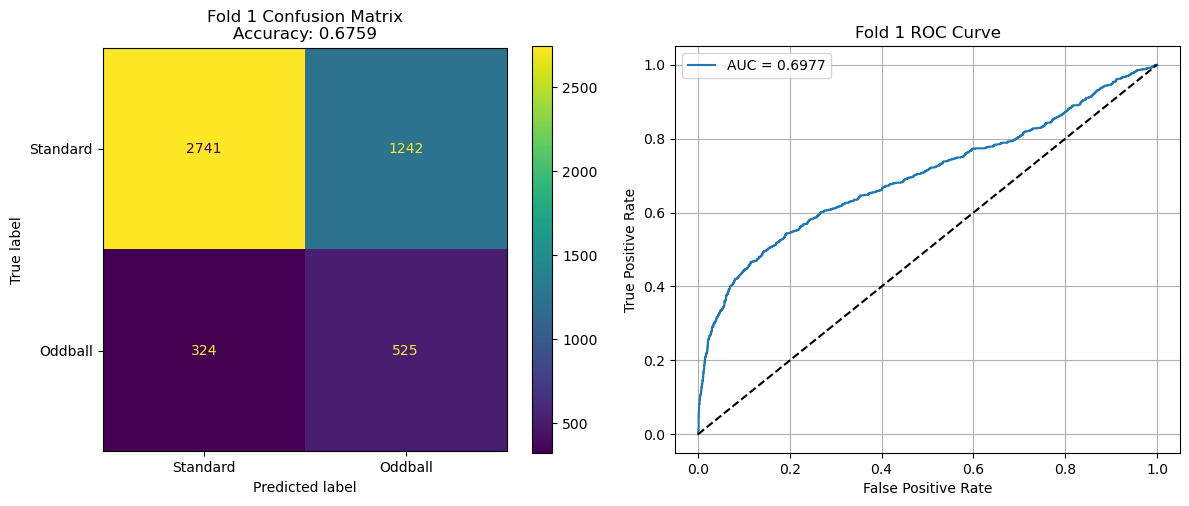 Fold 1 Confusion Matrix
Accuracy: 0.6759
True label
Standard
Oddball
2741
1242
324
525
Standard
Oddball
Predicted label
2500
2000
1500
1000
500
Fold 1 ROC Curve
AUC = 0.6977
True Positive Rate
1.0
0.8
0.6
0.4
0.2
0.0
0.0
0.2
0.4
0.6
0.8
1.0
False Positive Rate